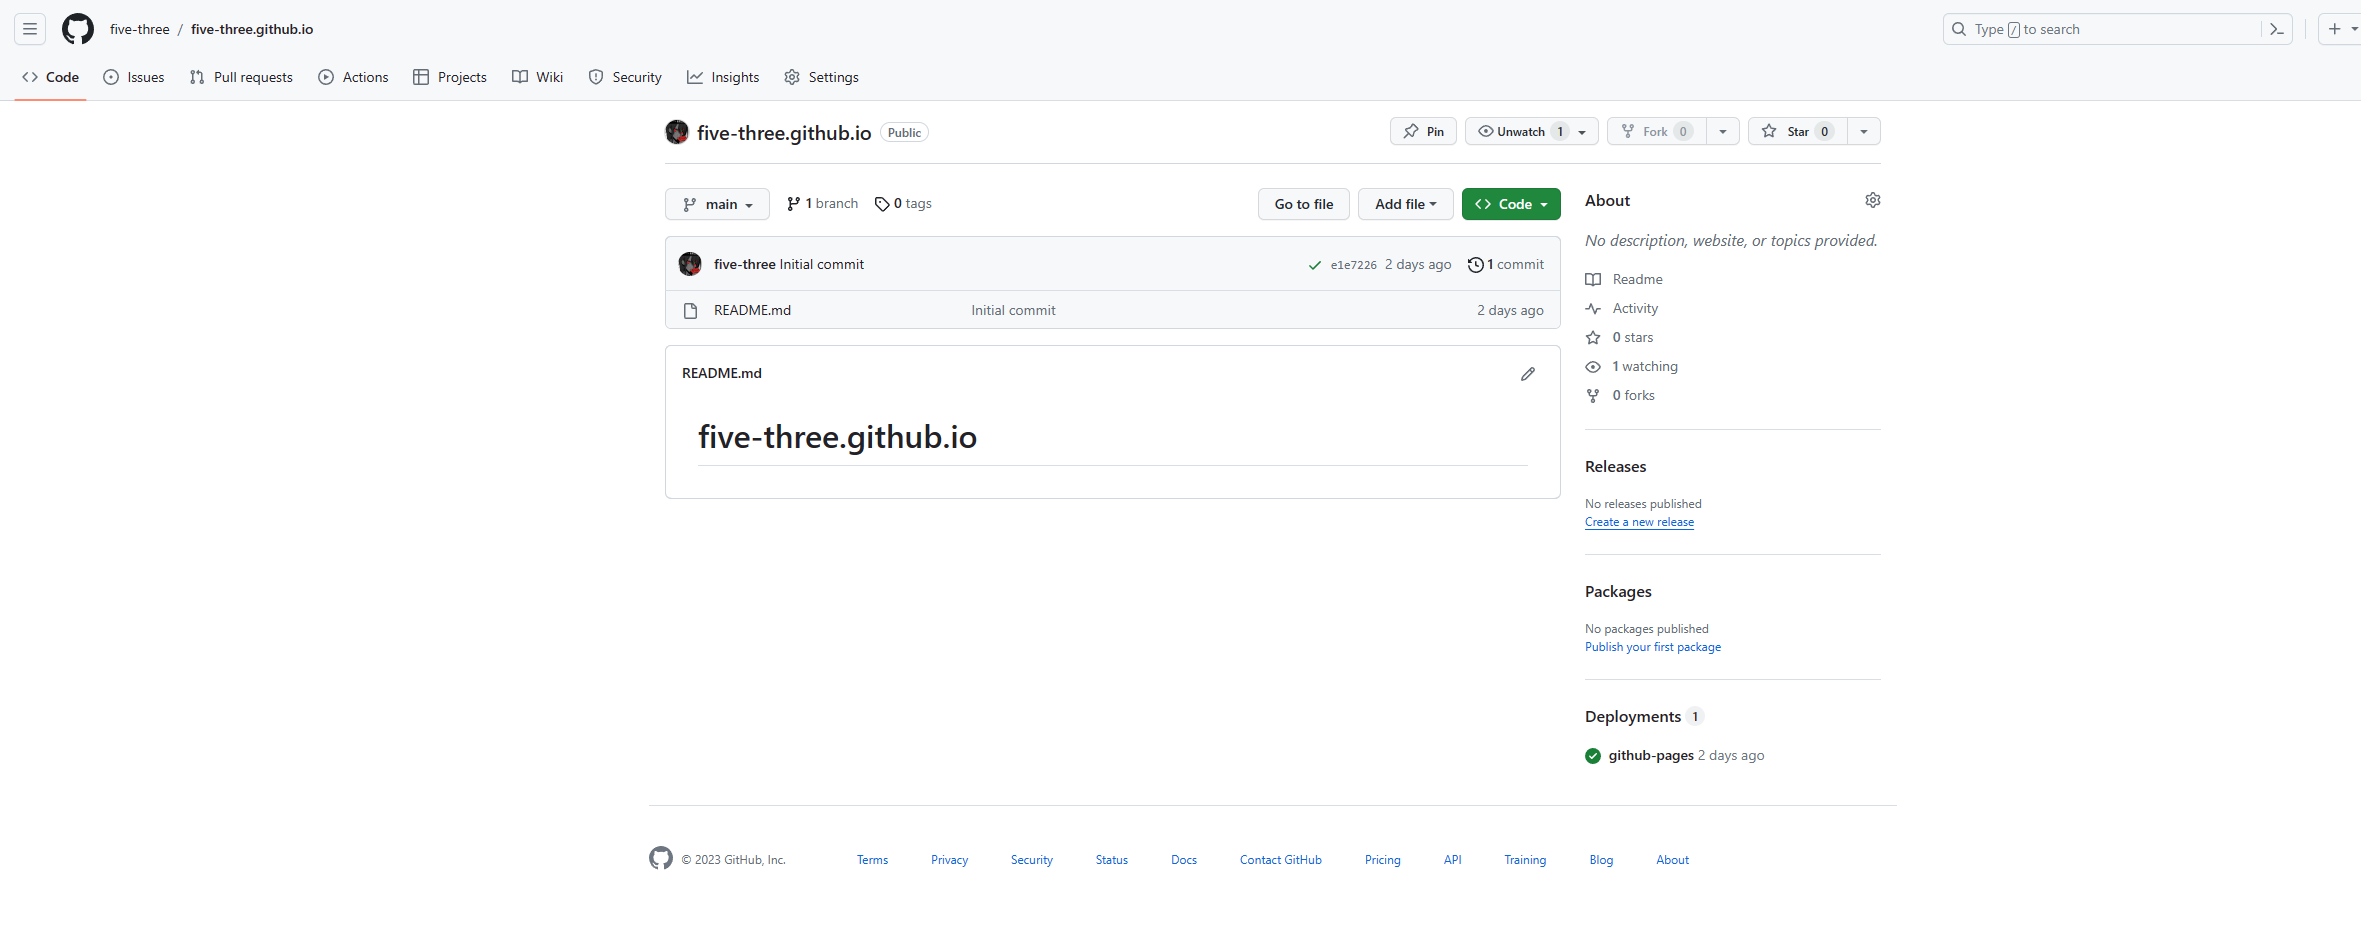 five-three / five-three.github.io
Type / to search
Code Issues Pull requests Actions Projects Wiki Security Insights Settings
five-three.github.io Public
Pin Unwatch 1 Fork 0 Star 0
main 1 branch 0 tags Go to file Add file Code
five-three Initial commit e1e7226 2 days ago 1 commit
README.md Initial commit 2 days ago
README.md
five-three.github.io
About
No description, website, or topics provided.
Readme
Activity
0 stars
1 watching
0 forks
Releases
No releases published
Create a new release
Packages
No packages published
Publish your first package
Deployments 1
github-pages 2 days ago
© 2023 GitHub, Inc. Terms Privacy Security Status Docs Contact GitHub Pricing API Training Blog About